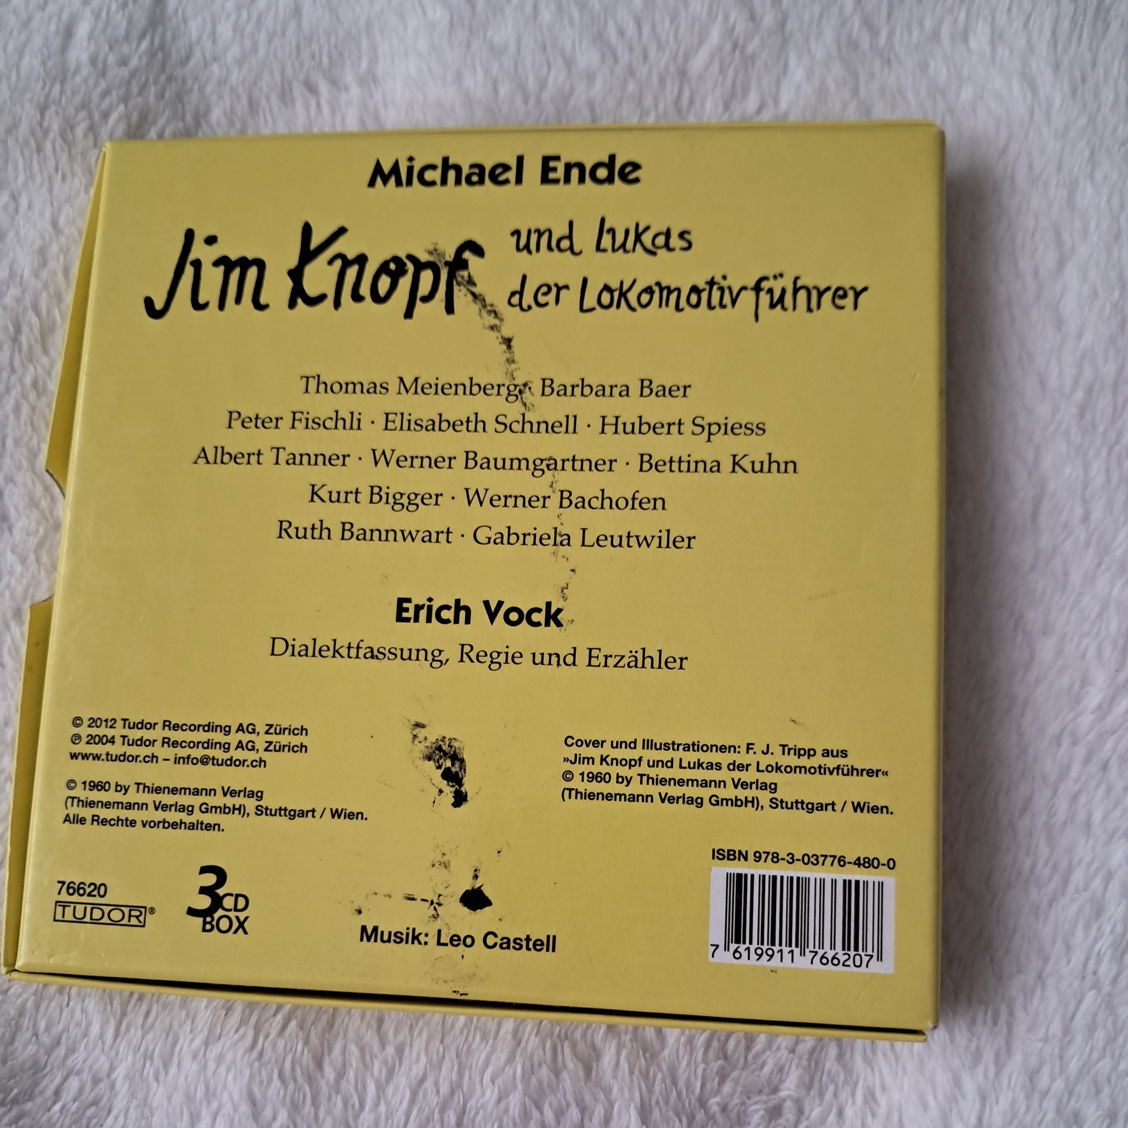 Michael Ende
Jim Knopf und Lukas
der Lokomotivführer
Thomas Meienberg · Barbara Baer
Peter Fischli · Elisabeth Schnell · Hubert Spiess
Albert Tanner · Werner Baumgartner · Bettina Kuhn
Kurt Bigger · Werner Bachofen
Ruth Bannwart · Gabriela Leutwiler
Erich Vock
Dialektfassung, Regie und Erzähler
© 2012 Tudor Recording AG, Zürich
℗ 2004 Tudor Recording AG, Zürich
www.tudor.ch – info@tudor.ch
© 1960 by Thienemann Verlag
(Thienemann Verlag GmbH), Stuttgart / Wien.
Alle Rechte vorbehalten.
Cover und Illustrationen: F. J. Tripp aus
»Jim Knopf und Lukas der Lokomotivführer«
© 1960 by Thienemann Verlag
(Thienemann Verlag GmbH), Stuttgart / Wien.
76620
TUDOR®
3CD
BOX
Musik: Leo Castell
ISBN 978-3-03776-480-0
7 619911 766207